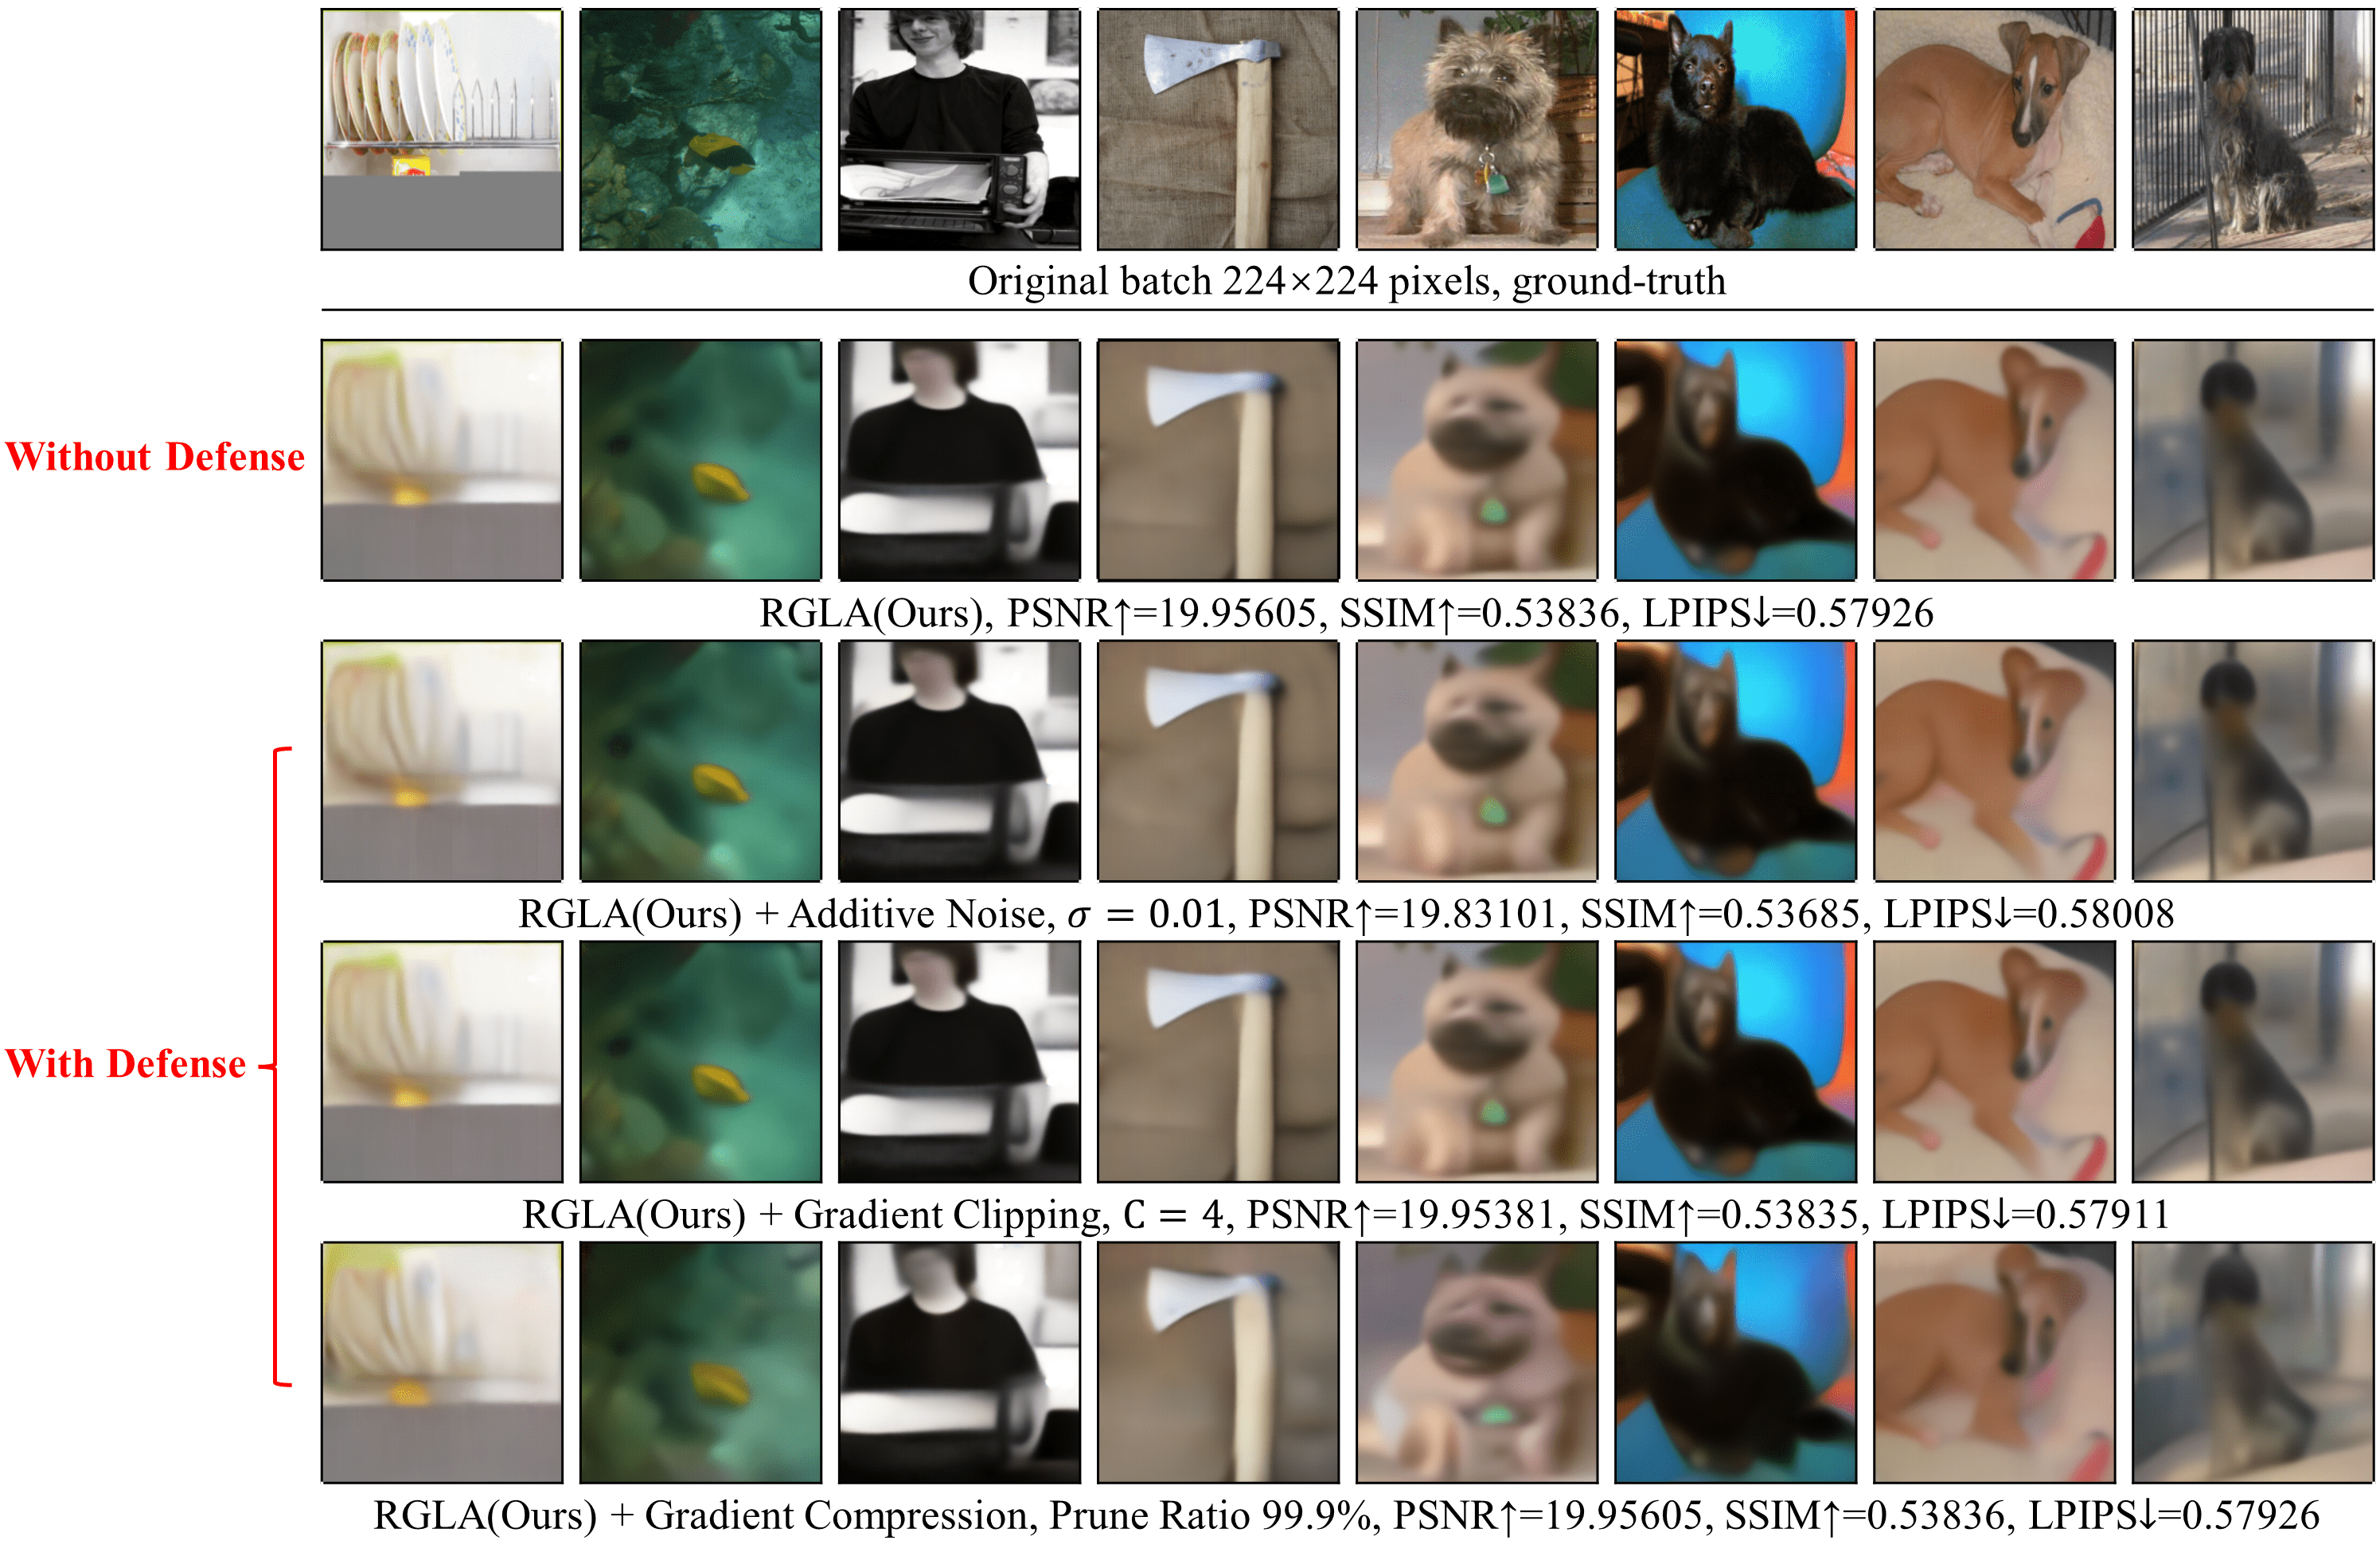 Original batch 224×224 pixels, ground-truth
Without Defense
RGLA(Ours), PSNR↑=19.95605, SSIM↑=0.53836, LPIPS↓=0.57926
RGLA(Ours) + Additive Noise, σ = 0.01, PSNR↑=19.83101, SSIM↑=0.53685, LPIPS↓=0.58008
With Defense
RGLA(Ours) + Gradient Clipping, C = 4, PSNR↑=19.95381, SSIM↑=0.53835, LPIPS↓=0.57911
RGLA(Ours) + Gradient Compression, Prune Ratio 99.9%, PSNR↑=19.95605, SSIM↑=0.53836, LPIPS↓=0.57926